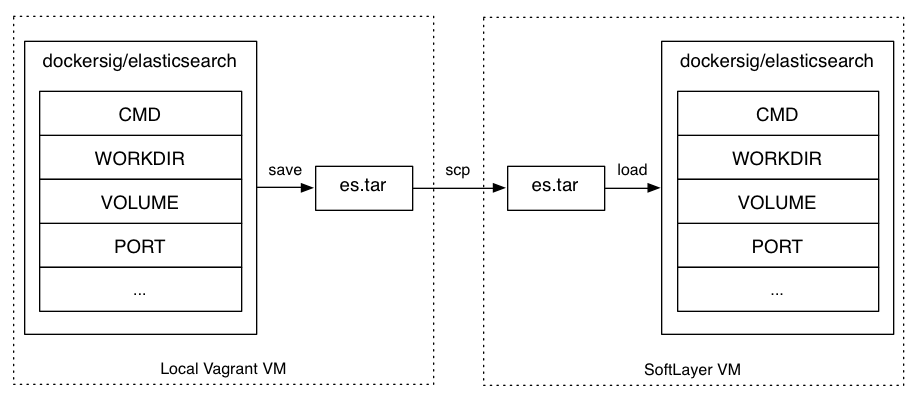 dockersig/elasticsearch
CMD
WORKDIR
VOLUME
PORT
...
save
es.tar
scp
es.tar
load
dockersig/elasticsearch
CMD
WORKDIR
VOLUME
PORT
...
Local Vagrant VM
SoftLayer VM